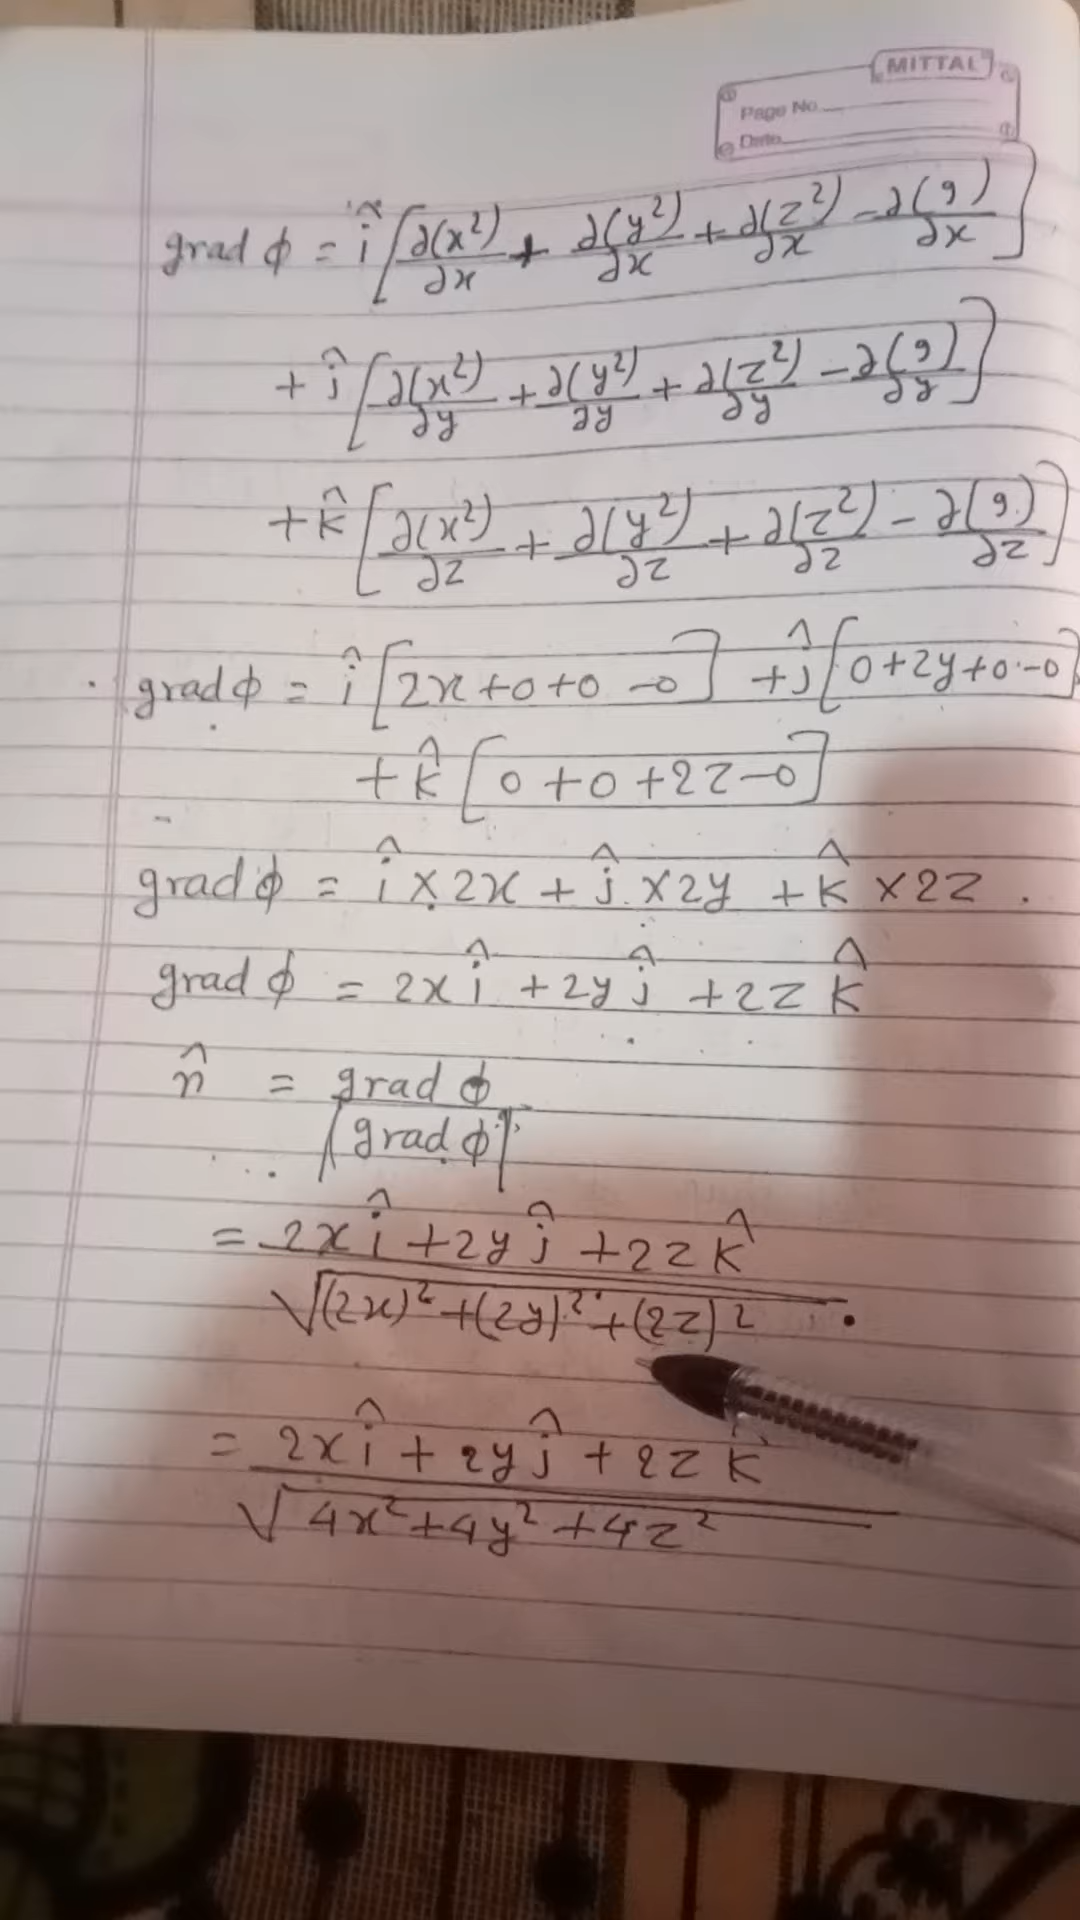 MITTAL
Page No.
Date
grad ϕ = î [∂(x²)/∂x + ∂(y²)/∂x + ∂(z²)/∂x - ∂(9)/∂x]
+ ĵ [∂(x²)/∂y + ∂(y²)/∂y + ∂(z²)/∂y - ∂(9)/∂y]
+ k̂ [∂(x²)/∂z + ∂(y²)/∂z + ∂(z²)/∂z - ∂(9)/∂z]
grad ϕ = î [2x+0+0-0] + ĵ [0+2y+0-0]
+ k̂ [0+0+2z-0]
grad ϕ = î × 2x + ĵ × 2y + k̂ × 2z
grad ϕ = 2x î + 2y ĵ + 2z k̂
n̂ = grad ϕ
|grad ϕ|
= 2x î + 2y ĵ + 2z k̂
√(2x)² + (2y)² + (2z)²
= 2x î + 2y ĵ + 2z k̂
√4x² + 4y² + 4z²